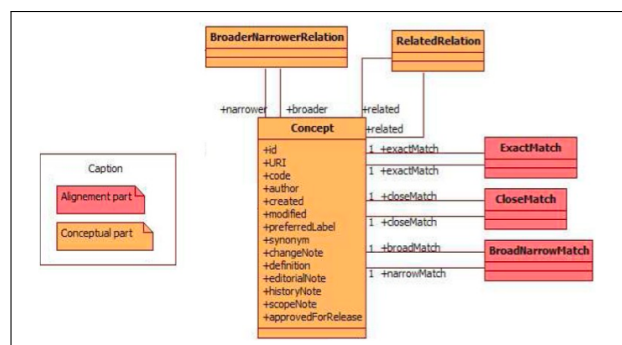 BroaderNarrowerRelation
RelatedRelation
+narrower
+broader
+related
+related
Concept
+id
+URI
+code
+author
+created
+modified
+preferredLabel
+synonym
+changeNote
+definition
+editorialNote
+historyNote
+scopeNote
+approvedForRelease
1 +exactMatch
1 +exactMatch
ExactMatch
1 +closeMatch
+closeMatch
CloseMatch
1 +broadMatch
1 +narrowMatch
BroadNarrowMatch
Caption
Alignement part
Conceptual part